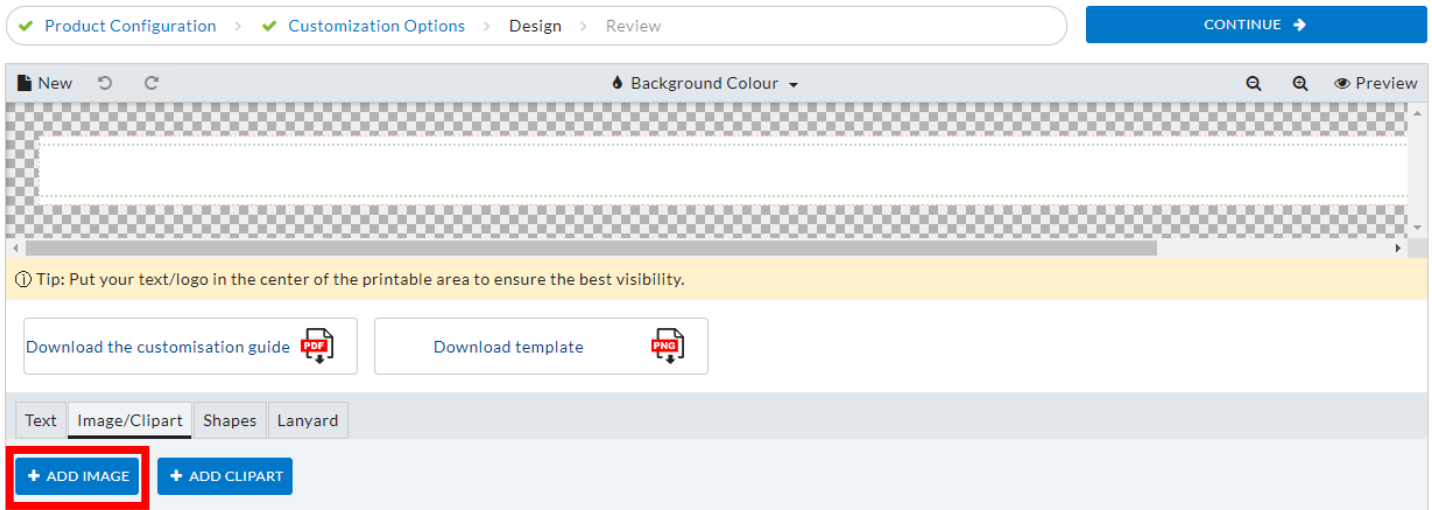 Product Configuration > Customization Options > Design > Review
CONTINUE
New Background Colour Preview
Tip: Put your text/logo in the center of the printable area to ensure the best visibility.
Download the customisation guide PDF Download template PNG
Text Image/Clipart Shapes Lanyard
+ ADD IMAGE + ADD CLIPART